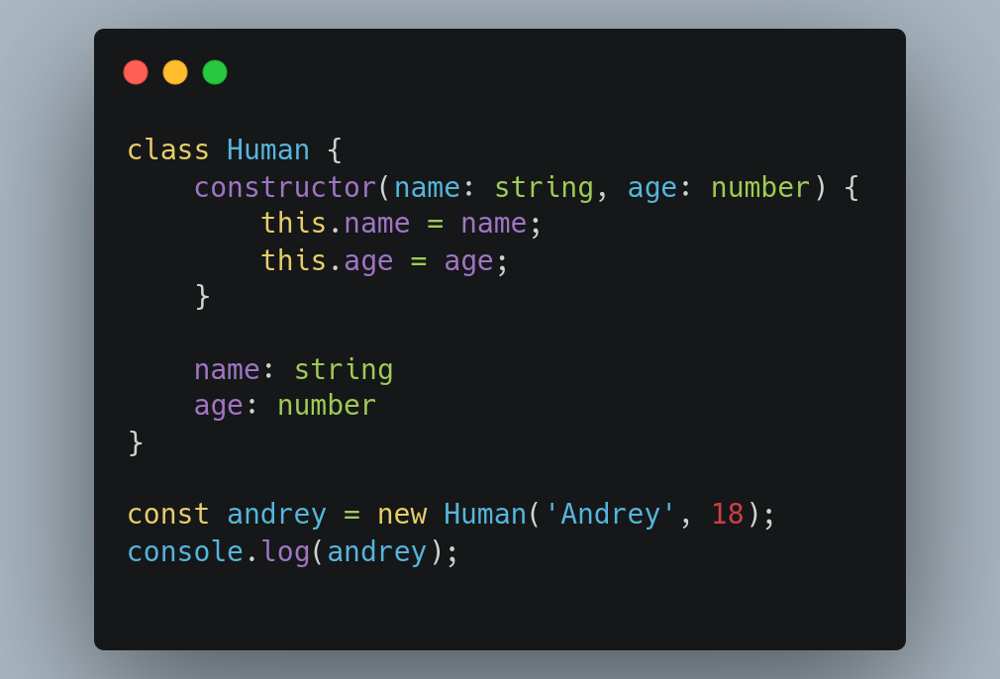 class Human {
    constructor(name: string, age: number) {
        this.name = name;
        this.age = age;
    }

    name: string
    age: number
}

const andrey = new Human('Andrey', 18);
console.log(andrey);